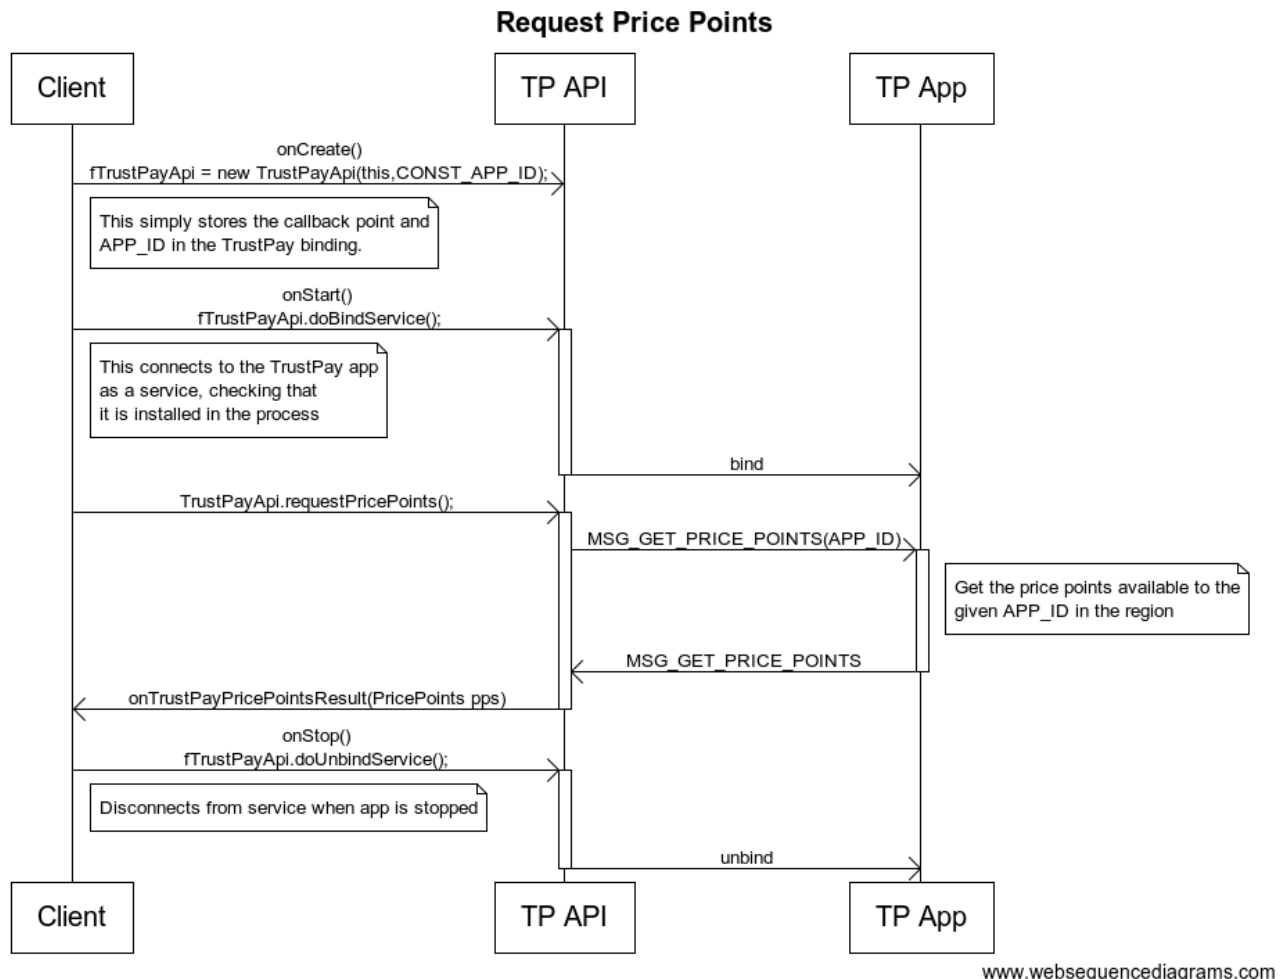 Request Price Points
Client
TP API
TP App
onCreate()
fTrustPayApi = new TrustPayApi(this,CONST_APP_ID);
This simply stores the callback point and
APP_ID in the TrustPay binding.
onStart()
fTrustPayApi.doBindService();
This connects to the TrustPay app
as a service, checking that
it is installed in the process
bind
TrustPayApi.requestPricePoints();
MSG_GET_PRICE_POINTS(APP_ID)
Get the price points available to the
given APP_ID in the region
MSG_GET_PRICE_POINTS
onTrustPayPricePointsResult(PricePoints pps)
onStop()
fTrustPayApi.doUnbindService();
Disconnects from service when app is stopped
unbind
Client
TP API
TP App
www.websequencediagrams.com